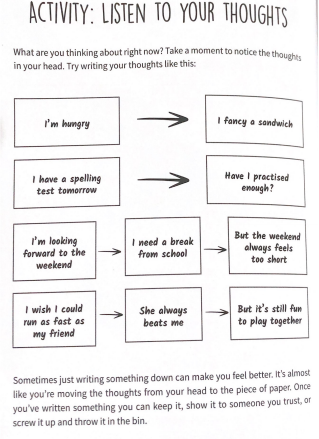 ACTIVITY: LISTEN TO YOUR THOUGHTS
What are you thinking about right now? Take a moment to notice the thoughts
in your head. Try writing your thoughts like this:
I'm hungry
I fancy a sandwich
I have a spelling
test tomorrow
Have I practised
enough?
I'm looking
forward to the
weekend
I need a break
from school
But the weekend
always feels
too short
I wish I could
run as fast as
my friend
She always
beats me
But it's still fun
to play together
Sometimes just writing something down can make you feel better. It's almost
like you're moving the thoughts from your head to the piece of paper. Once
you've written something you can keep it, show it to someone you trust, or
screw it up and throw it in the bin.